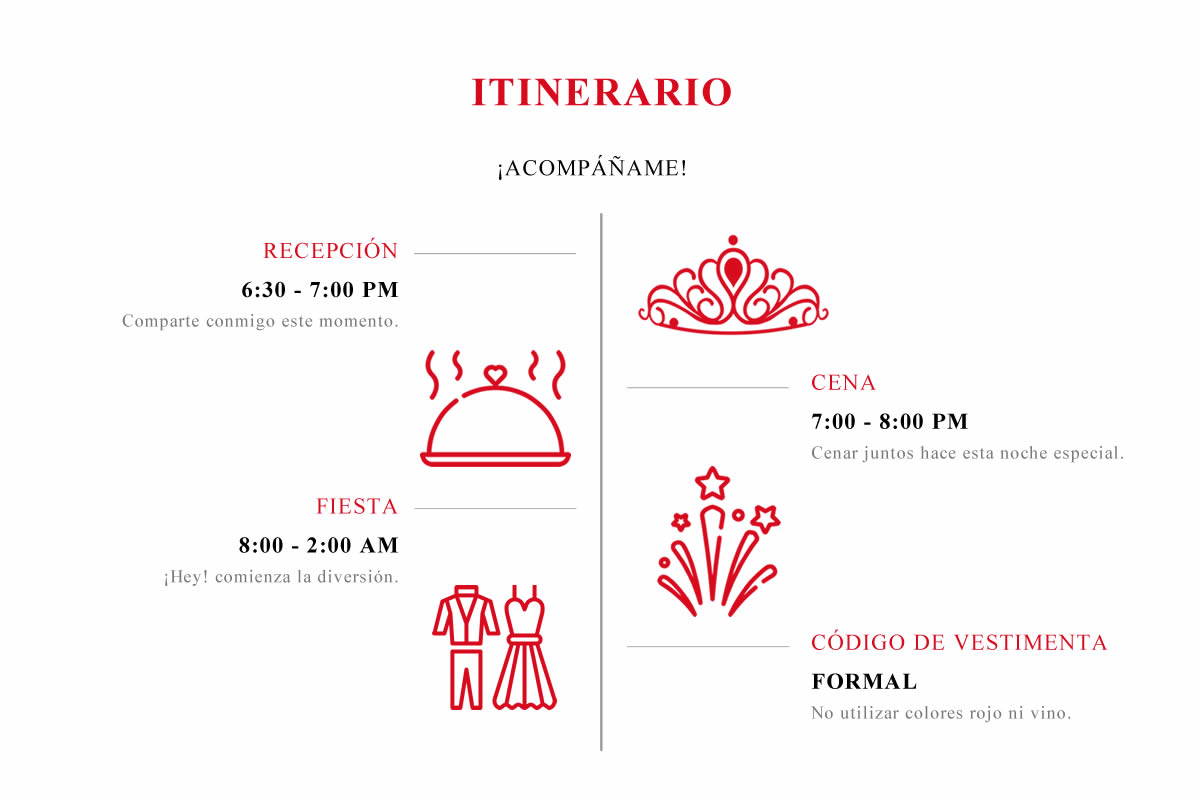 ITINERARIO
¡ACOMPÁÑAME!
RECEPCIÓN
6:30 - 7:00 PM
Comparte conmigo este momento.
CENA
7:00 - 8:00 PM
Cenar juntos hace esta noche especial.
FIESTA
8:00 - 2:00 AM
¡Hey! comienza la diversión.
CÓDIGO DE VESTIMENTA
FORMAL
No utilizar colores rojo ni vino.